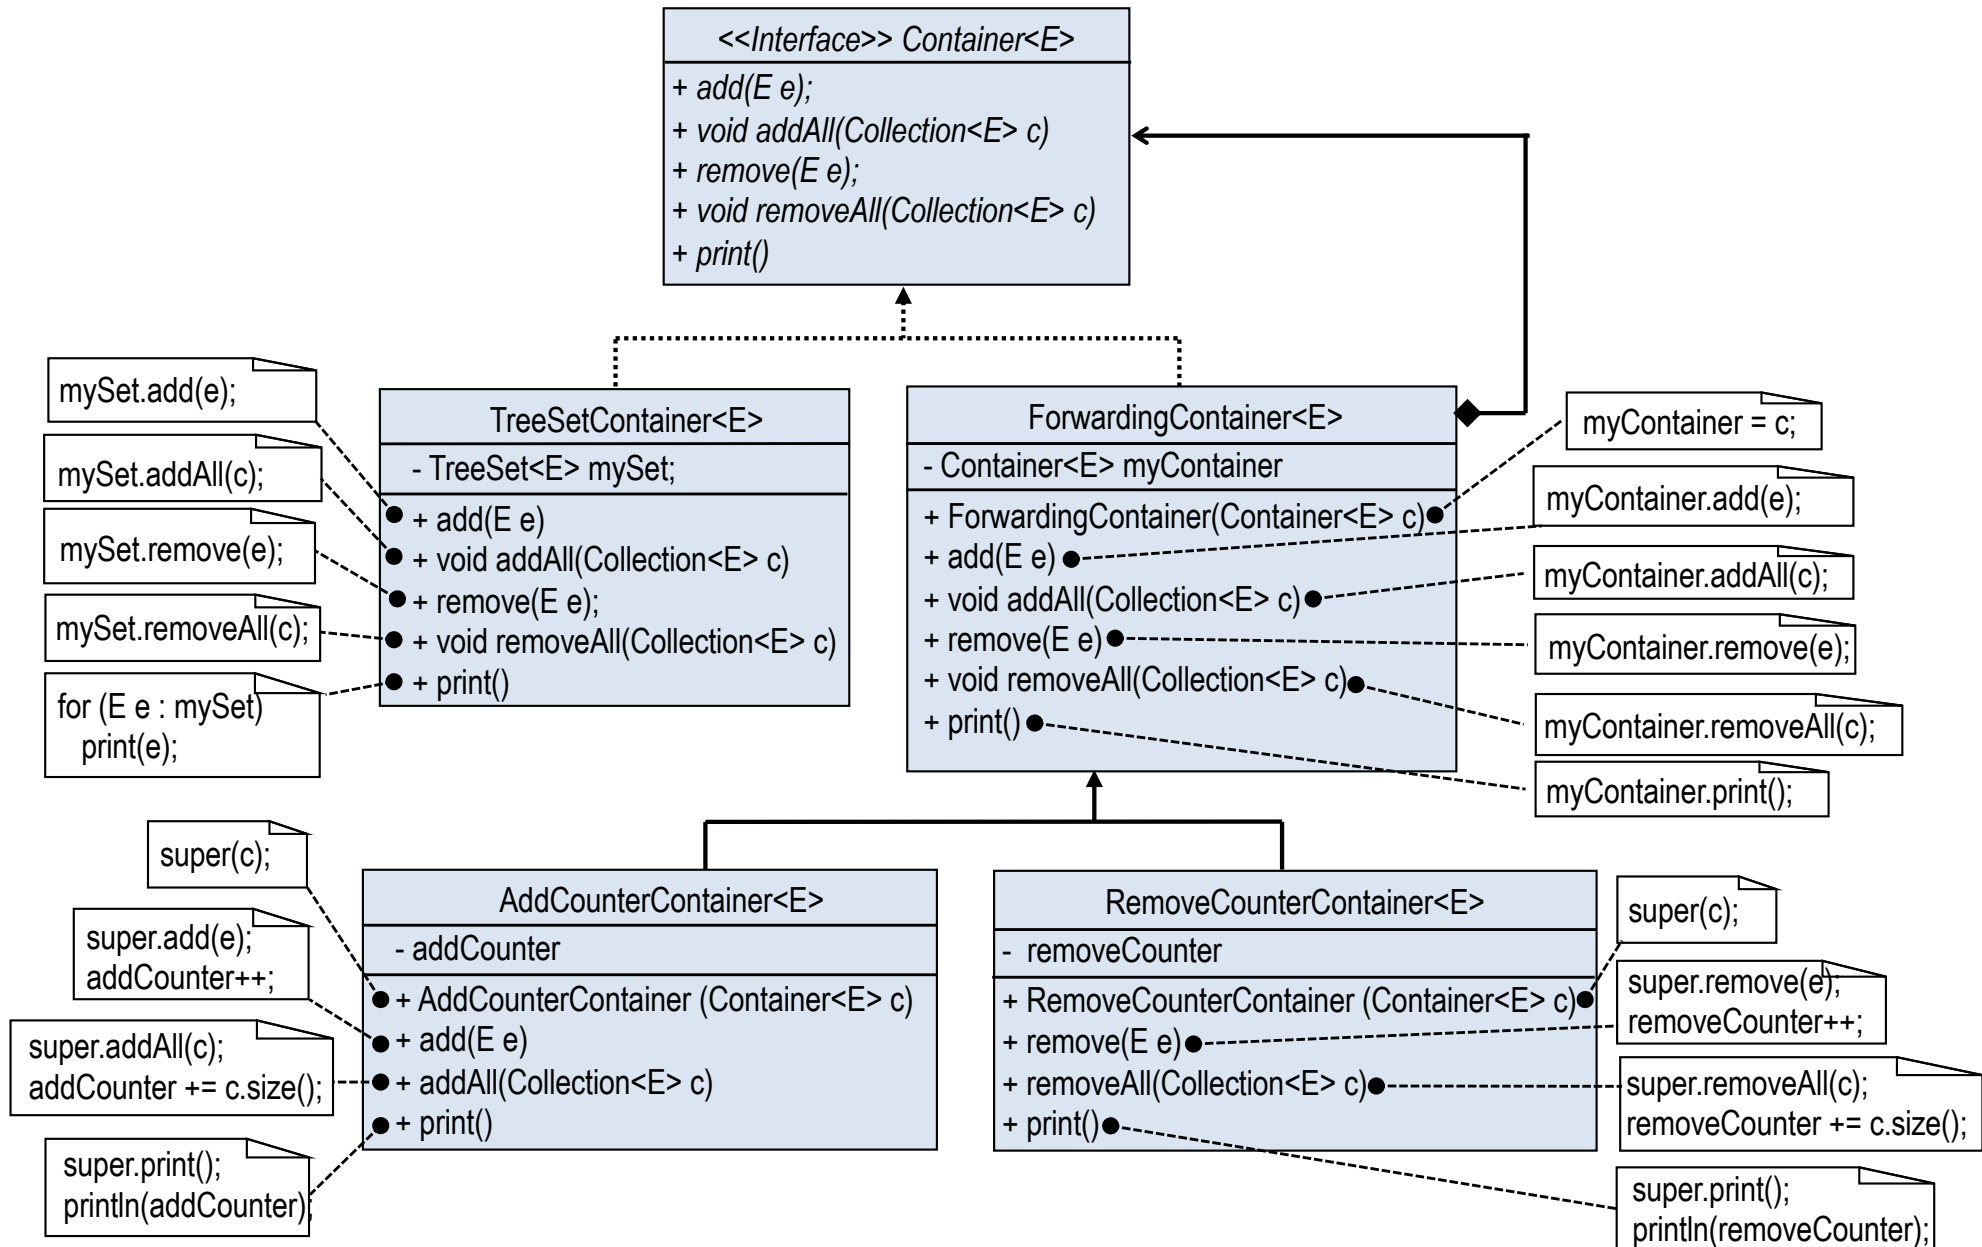 <<Interface>> Container<E>
+ add(E e);
+ void addAll(Collection<E> c)
+ remove(E e);
+ void removeAll(Collection<E> c)
+ print()
mySet.add(e);
mySet.addAll(c);
mySet.remove(e);
mySet.removeAll(c);
for (E e : mySet)
print(e);
TreeSetContainer<E>
- TreeSet<E> mySet;
+ add(E e)
+ void addAll(Collection<E> c)
+ remove(E e);
+ void removeAll(Collection<E> c)
+ print()
ForwardingContainer<E>
- Container<E> myContainer
+ ForwardingContainer(Container<E> c)
+ add(E e)
+ void addAll(Collection<E> c)
+ remove(E e)
+ void removeAll(Collection<E> c)
+ print()
myContainer = c;
myContainer.add(e);
myContainer.addAll(c);
myContainer.remove(e);
myContainer.removeAll(c);
myContainer.print();
super(c);
super.add(e);
addCounter++;
super.addAll(c);
addCounter += c.size();
super.print();
println(addCounter);
AddCounterContainer<E>
- addCounter
+ AddCounterContainer (Container<E> c)
+ add(E e)
+ addAll(Collection<E> c)
+ print()
RemoveCounterContainer<E>
- removeCounter
+ RemoveCounterContainer (Container<E> c)
+ remove(E e)
+ removeAll(Collection<E> c)
+ print()
super(c);
super.remove(e);
removeCounter++;
super.removeAll(c);
removeCounter += c.size();
super.print();
println(removeCounter);